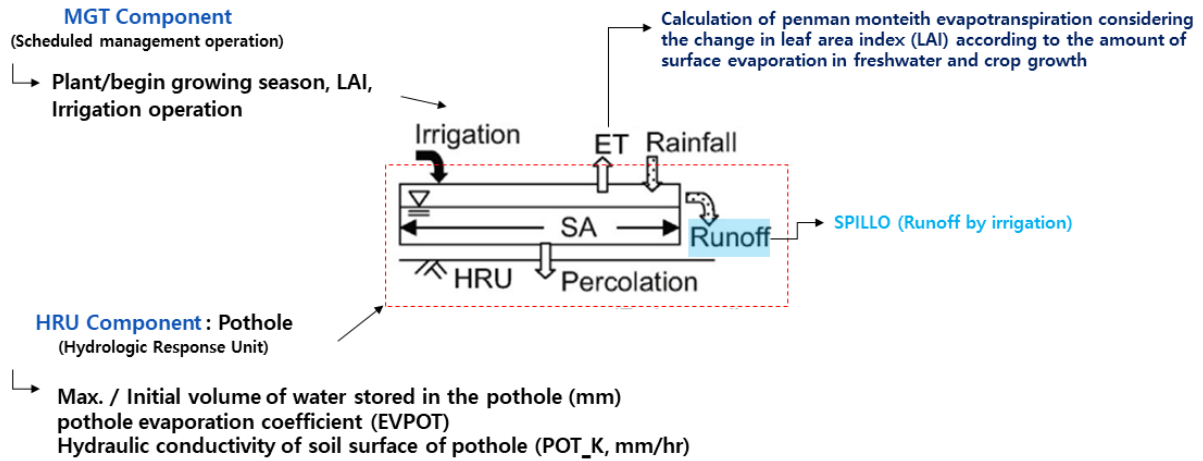 MGT Component
(Scheduled management operation)
Plant/begin growing season, LAI,
Irrigation operation
Calculation of penman monteith evapotranspiration considering
the change in leaf area index (LAI) according to the amount of
surface evaporation in freshwater and crop growth
Irrigation
ET
Rainfall
SA
Runoff
SPILLO (Runoff by irrigation)
HRU
Percolation
HRU Component : Pothole
(Hydrologic Response Unit)
Max. / Initial volume of water stored in the pothole (mm)
pothole evaporation coefficient (EVPOT)
Hydraulic conductivity of soil surface of pothole (POT_K, mm/hr)